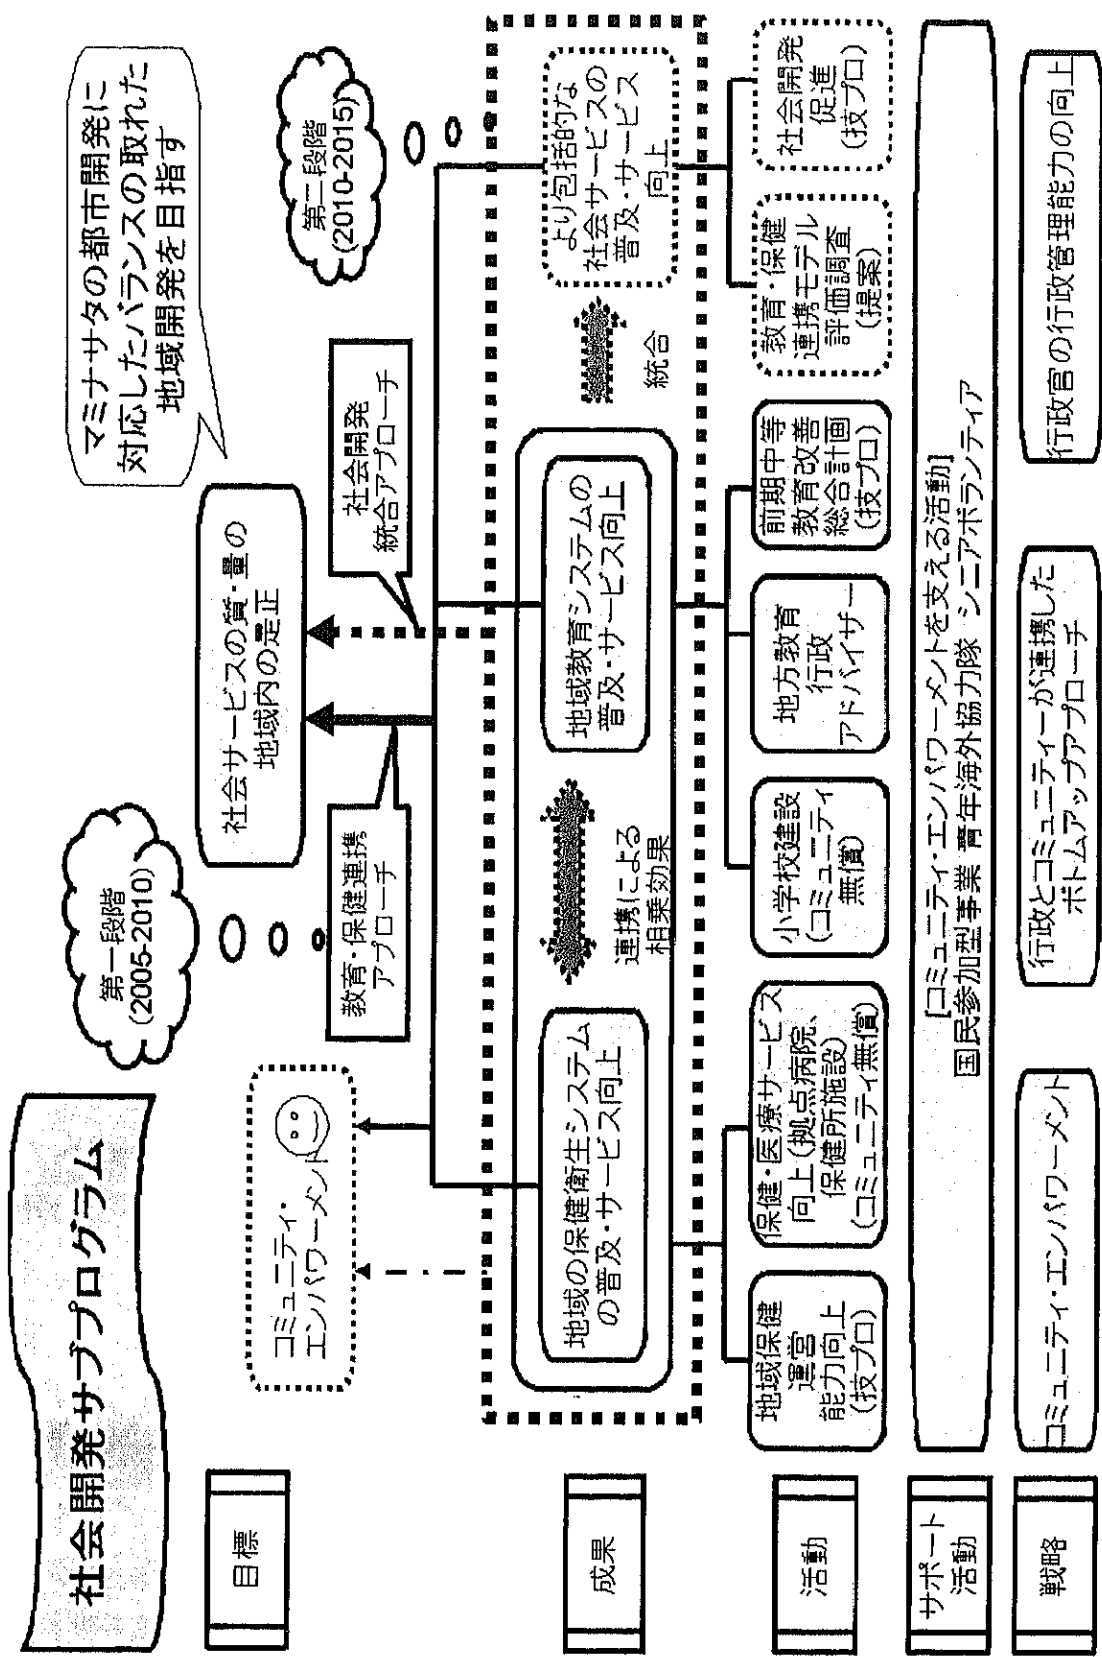 社会開発サブプログラム
第一段階
(2005-2010)
マミナサタの都市開発に
対応したバランスの取れた
地域開発を目指す
第二段階
(2010-2015)
目標
コミュニティ・
エンパワーメント
社会サービスの質・量の
地域内の是正
教育・保健連携
アプローチ
社会開発
統合アプローチ
成果
地域の保健衛生システム
の普及・サービス向上
連携による
相乗効果
地域教育システムの
普及・サービス向上
統合
より包括的な
社会サービスの
普及・サービス
向上
活動
地域保健
運営
能力向上
(技プロ)
保健・医療サービス
向上(拠点病院、
保健所施設)
(コミュニティ無償)
小学校建設
(コミュニティ
無償)
地方教育
行政
アドバイザー
前期中等
教育改善
総合計画
(技プロ)
教育・保健
連携モデル
評価調査
(提案)
社会開発
促進
(技プロ)
サポート
活動
[コミュニティ・エンパワーメントを支える活動]
国民参加型事業 青年海外協力隊 シニアボランティア
戦略
コミュニティ・エンパワーメント
行政とコミュニティーが連携した
ボトムアップアプローチ
行政官の行政管理能力の向上